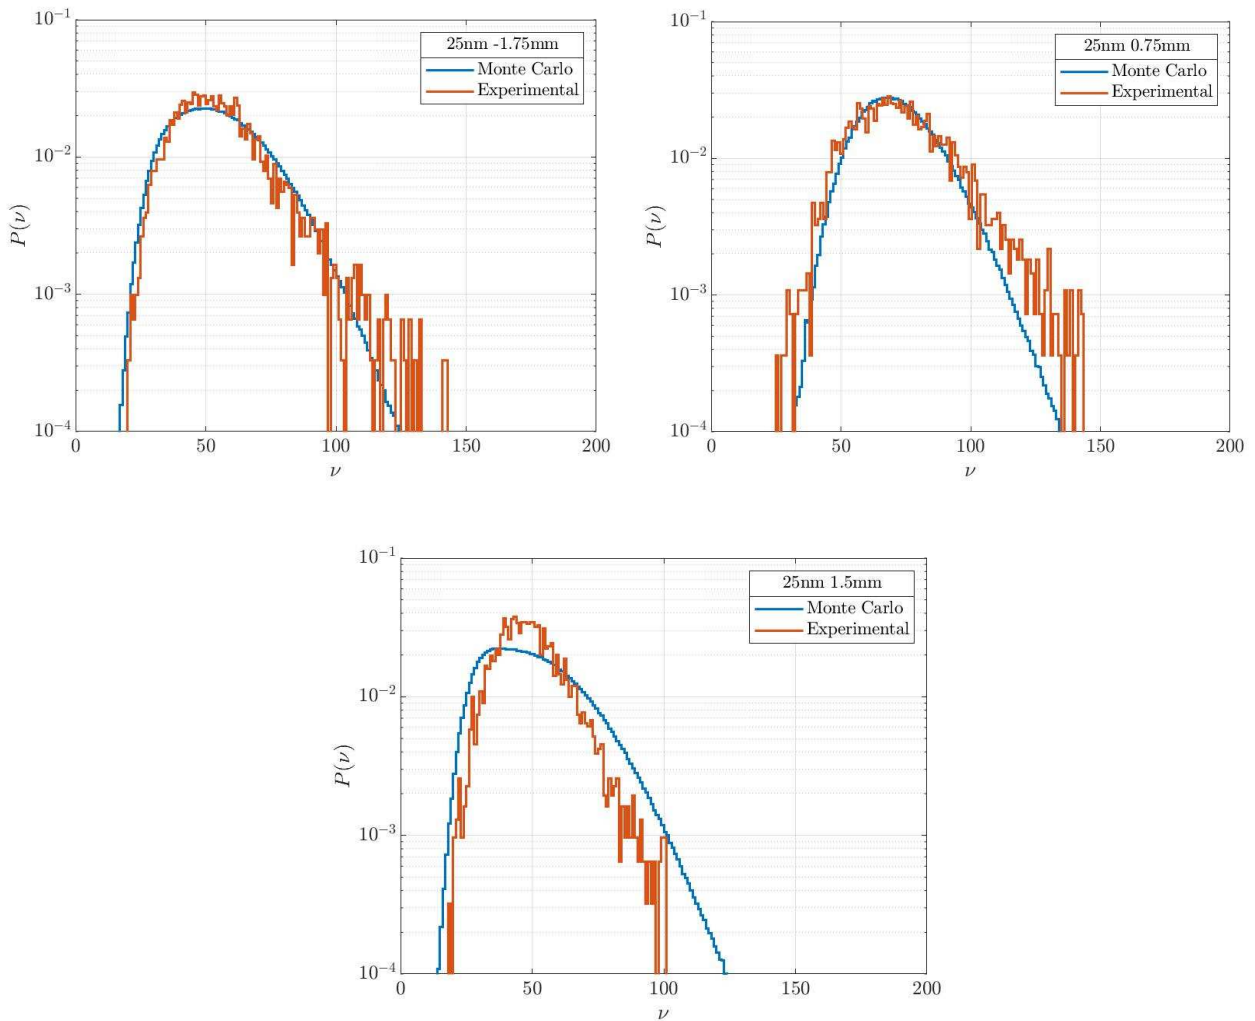 10⁻¹
25nm -1.75mm
Monte Carlo
Experimental
10⁻²
P(ν)
10⁻³
10⁻⁴
0 50 100 150 200
ν
10⁻¹
25nm 0.75mm
Monte Carlo
Experimental
10⁻²
P(ν)
10⁻³
10⁻⁴
0 50 100 150 200
ν
10⁻¹
25nm 1.5mm
Monte Carlo
Experimental
10⁻²
P(ν)
10⁻³
10⁻⁴
0 50 100 150 200
ν